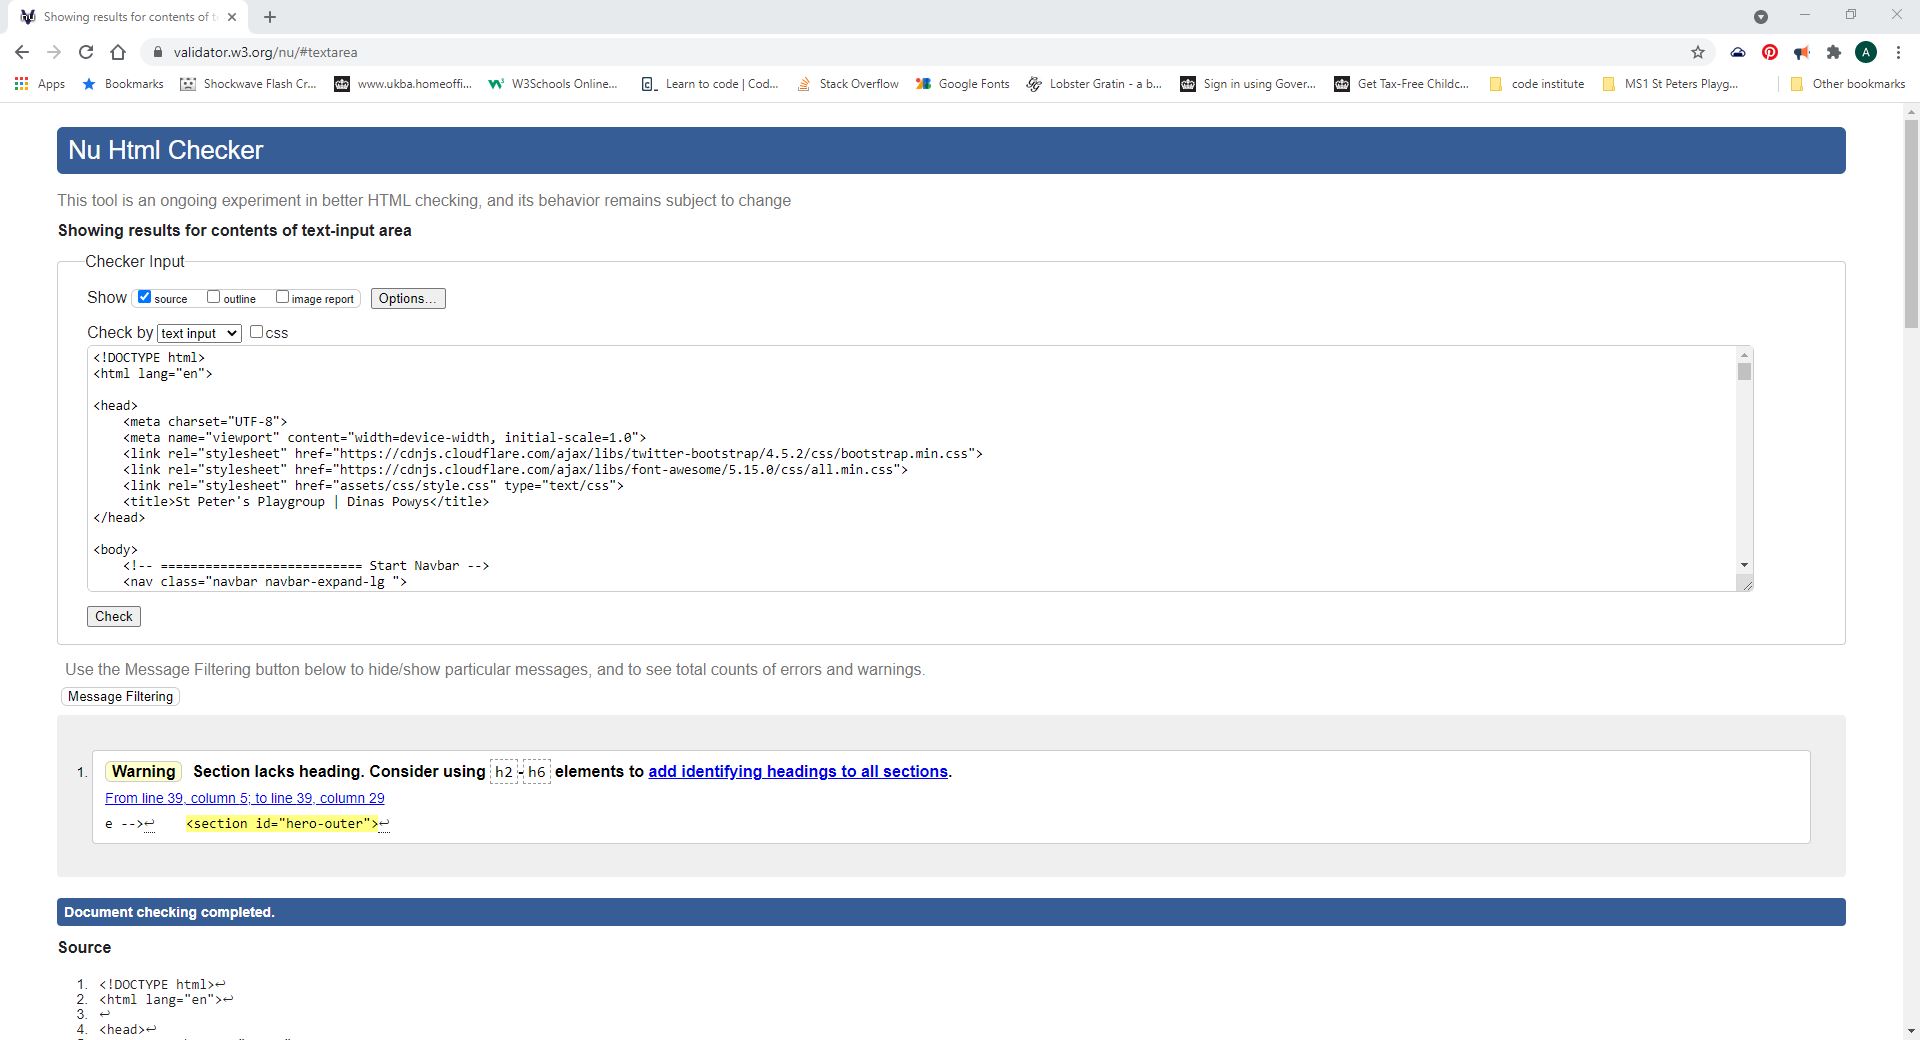 Showing results for contents of t
validator.w3.org/nu/#textarea
A
Apps
Bookmarks
Shockwave Flash Cr...
www.ukba.homeoffi...
W3Schools Online...
Learn to code | Cod...
Stack Overflow
Google Fonts
Lobster Gratin - a b...
Sign in using Gover...
Get Tax-Free Childc...
code institute
MS1 St Peters Playg...
Other bookmarks
Nu Html Checker
This tool is an ongoing experiment in better HTML checking, and its behavior remains subject to change
Showing results for contents of text-input area
Checker Input
Show source outline image report Options...
Check by text input css
<!DOCTYPE html>
<html lang="en">
<head>
<meta charset="UTF-8">
<meta name="viewport" content="width=device-width, initial-scale=1.0">
<link rel="stylesheet" href="https://cdnjs.cloudflare.com/ajax/libs/twitter-bootstrap/4.5.2/css/bootstrap.min.css">
<link rel="stylesheet" href="https://cdnjs.cloudflare.com/ajax/libs/font-awesome/5.15.0/css/all.min.css">
<link rel="stylesheet" href="assets/css/style.css" type="text/css">
<title>St Peter's Playgroup | Dinas Powys</title>
</head>
<body>
<!-- =========================== Start Navbar -->
<nav class="navbar navbar-expand-lg ">
Check
Use the Message Filtering button below to hide/show particular messages, and to see total counts of errors and warnings.
Message Filtering
1. Warning Section lacks heading. Consider using h2-h6 elements to add identifying headings to all sections.
From line 39, column 5; to line 39, column 29
e -->↩ <section id="hero-outer">↩
Document checking completed.
Source
1. <!DOCTYPE html>↩
2. <html lang="en">↩
3. ↩
4. <head>↩